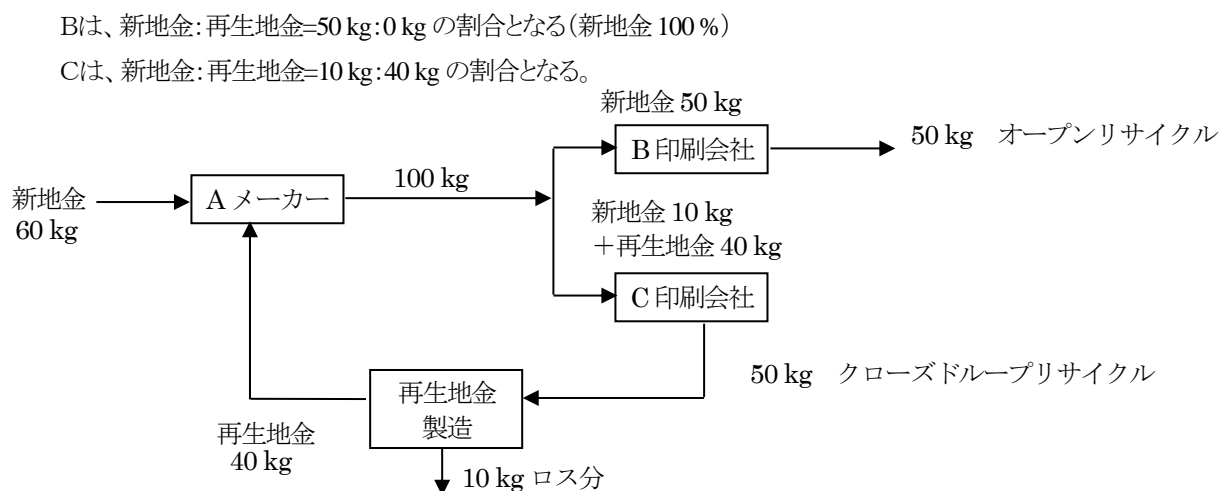 Bは、新地金：再生地金=50 kg：0 kg の割合となる（新地金 100 %）
Cは、新地金：再生地金=10 kg：40 kg の割合となる。
新地金 50 kg
B 印刷会社
50 kg　オープンリサイクル
新地金
60 kg
A メーカー
100 kg
新地金 10 kg
＋再生地金 40 kg
C 印刷会社
50 kg　クローズドループリサイクル
再生地金
製造
再生地金
40 kg
10 kg ロス分